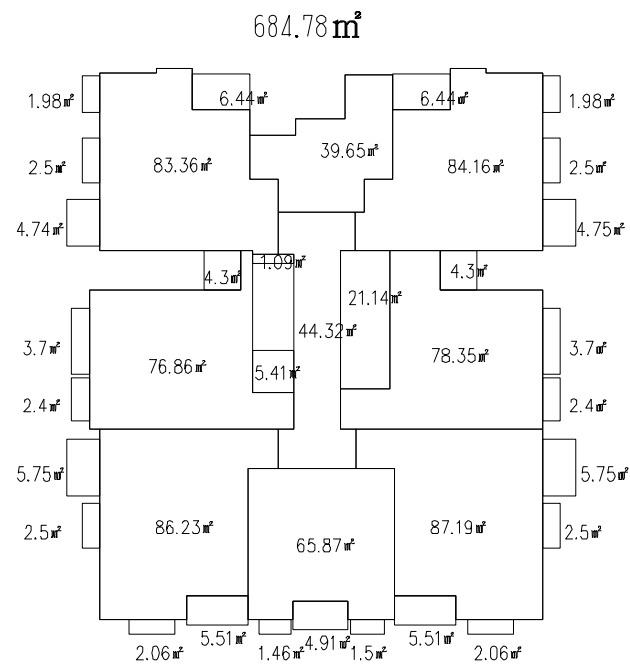 684.78㎡
1.98㎡ 6.44㎡ 6.44㎡ 1.98㎡
39.65㎡
2.5㎡ 83.36㎡ 84.16㎡ 2.5㎡
4.74㎡ 4.75㎡
4.3㎡ 1.09㎡ 4.3㎡
21.14㎡
44.32㎡
3.7㎡ 76.86㎡ 78.35㎡ 3.7㎡
5.41㎡
2.4㎡ 2.4㎡
5.75㎡ 5.75㎡
2.5㎡ 86.23㎡ 87.19㎡ 2.5㎡
65.87㎡
5.51㎡ 4.91㎡ 5.51㎡
2.06㎡ 1.46㎡ 1.5㎡ 2.06㎡